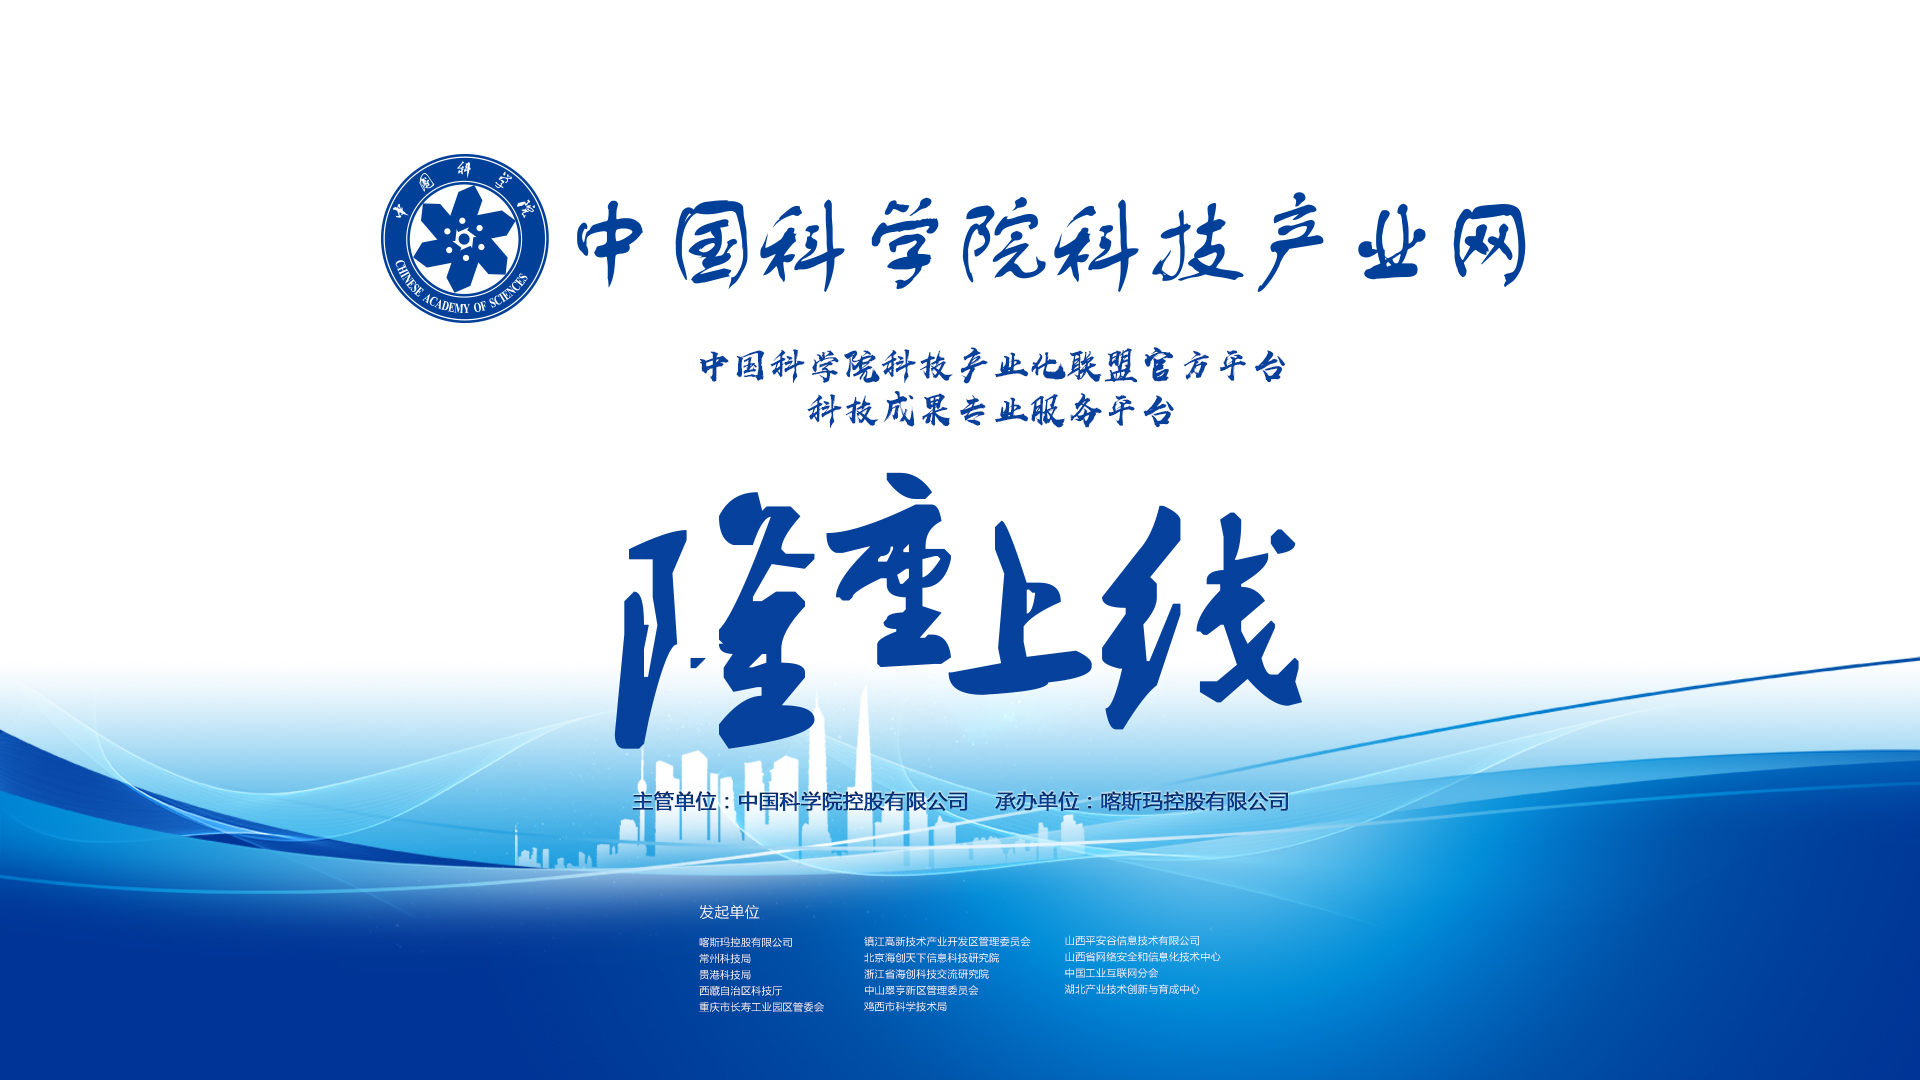 中国科学院
CHINESE ACADEMY OF SCIENCES
中国科学院科技产业网
中国科学院科技产业化联盟官方平台
科技成果专业服务平台
隆重上线
主管单位：中国科学院控股有限公司 承办单位：喀斯玛控股有限公司
发起单位
喀斯玛控股有限公司
常州科技局
贵港科技局
西藏自治区科技厅
重庆市长寿工业园区管委会
镇江高新技术产业开发区管理委员会
北京海创天下信息科技研究院
浙江省海创科技交流研究院
中山翠亨新区管理委员会
鸡西市科学技术局
山西平安谷信息技术有限公司
山西省网络安全和信息化技术中心
中国工业互联网分会
湖北产业技术创新与育成中心